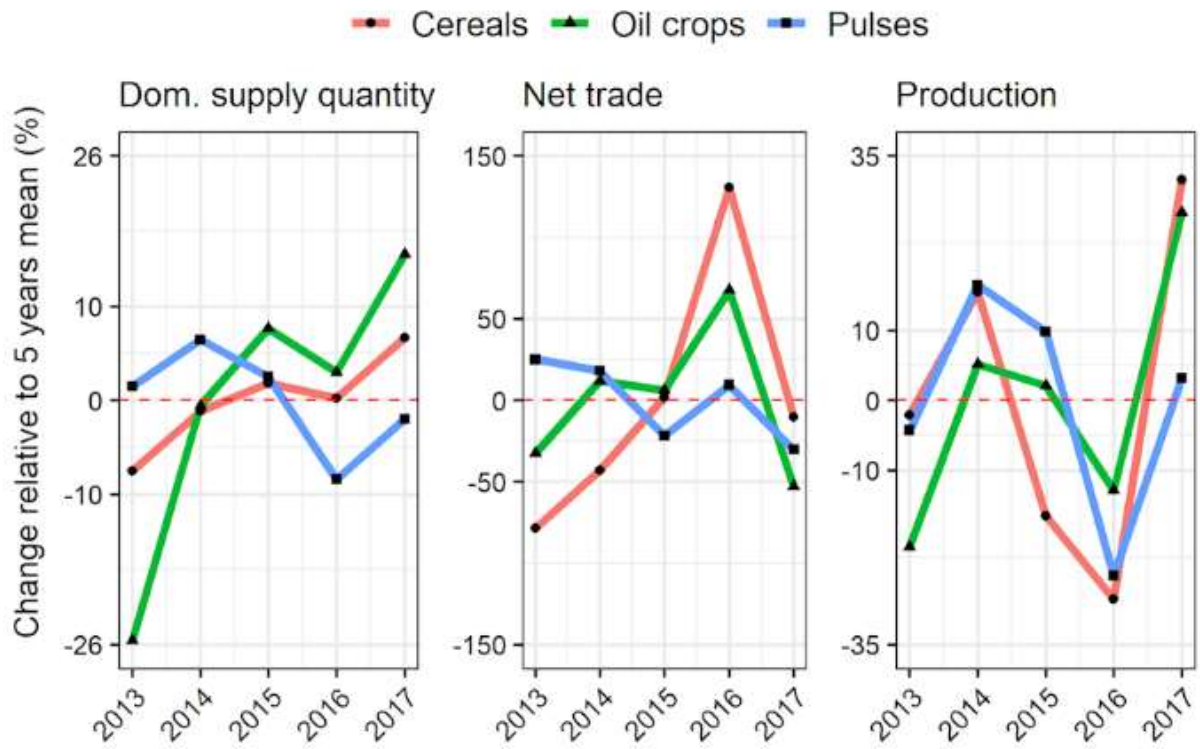 Cereals Oil crops Pulses
Dom. supply quantity Net trade Production
Change relative to 5 years mean (%)
26 150 35
10 50 10
0 0 0
-10 -50 -10
-26 -150 -35
2013 2014 2015 2016 2017 2013 2014 2015 2016 2017 2013 2014 2015 2016 2017